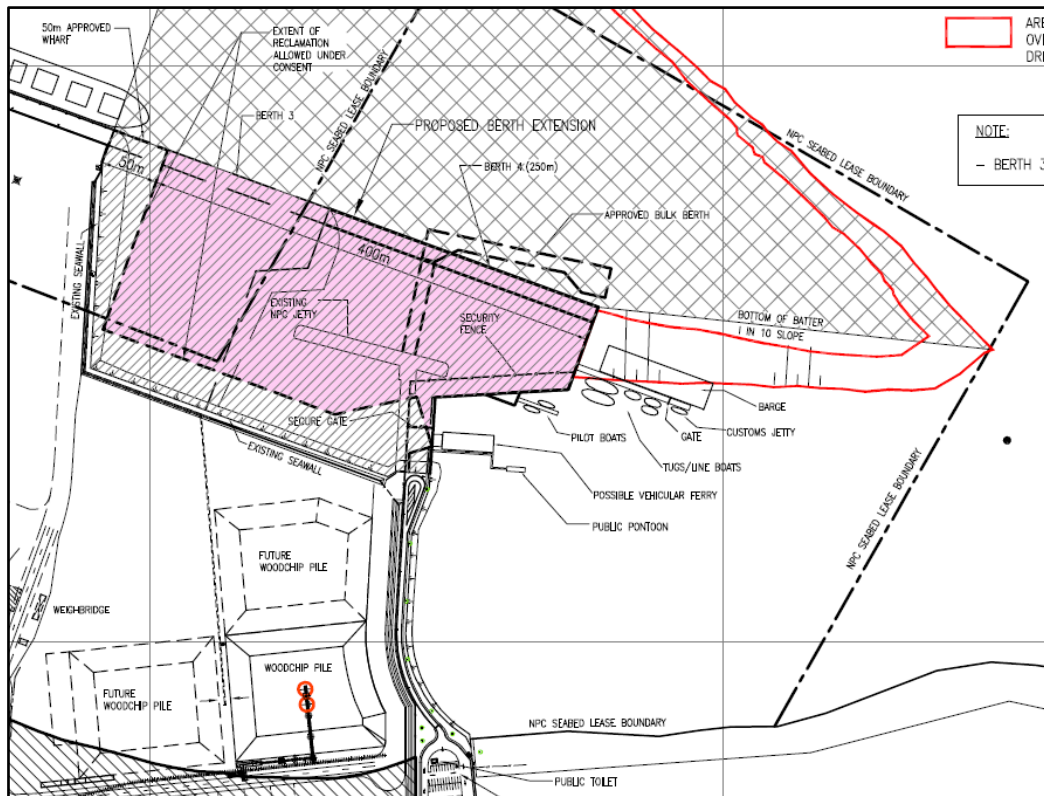 50m APPROVED
WHARF
EXTENT OF
RECLAMATION
ALLOWED UNDER
CONSENT
BERTH 3
NPC SEABED LEASE BOUNDARY
PROPOSED BERTH EXTENSION
BERTH 4 (250m)
APPROVED BULK BERTH
NPC SEABED LEASE BOUNDARY
ARE
OVE
DRE
NOTE:
– BERTH 3
50m
400m
EXISTING SEAWALL
EXISTING SEAWALL
EXISTING
NPC JETTY
SECURITY
FENCE
BOTTOM OF BATTER
1 IN 10 SLOPE
BARGE
CUSTOMS JETTY
GATE
PILOT BOATS
TUGS/LINE BOATS
SECURE GATE
EXISTING SEAWALL
POSSIBLE VEHICULAR FERRY
PUBLIC PONTOON
NPC SEABED LEASE BOUNDARY
FUTURE
WOODCHIP PILE
WEIGHBRIDGE
WOODCHIP PILE
FUTURE
WOODCHIP PILE
NPC SEABED LEASE BOUNDARY
PUBLIC TOILET